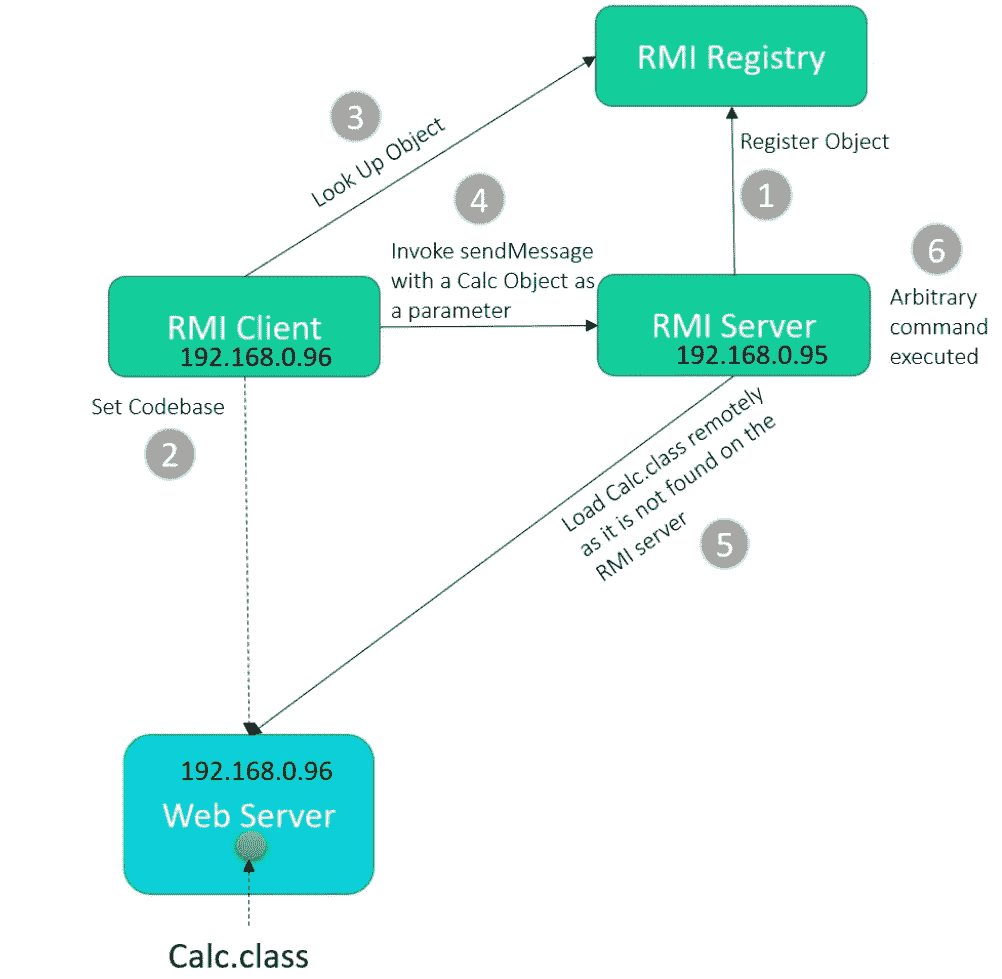 RMI Registry
3
Look Up Object
Register Object
1
4
Invoke sendMessage
with a Calc Object as
a parameter
6
Arbitrary
command
executed
RMI Client
192.168.0.96
RMI Server
192.168.0.95
Set Codebase
2
Load Calc.class remotely
as it is not found on the
RMI server
5
192.168.0.96
Web Server
Calc.class